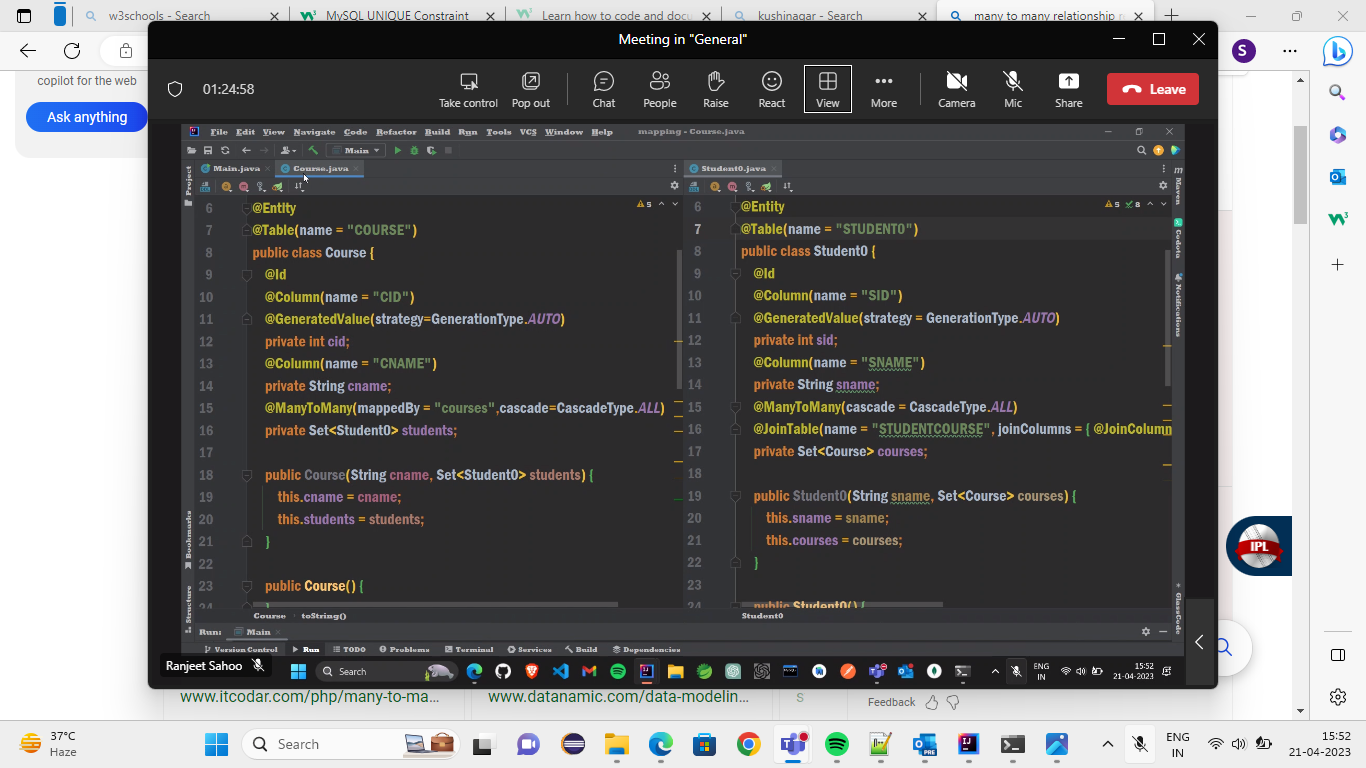 w3schools - Search
MySQL UNIQUE Constraint
Learn how to code and docu
kushinagar - Search
many to many relationship r
S
copilot for the web
Ask anything
Meeting in "General"
01:24:58
Take control
Pop out
Chat
People
Raise
React
View
More
Camera
Mic
Share
Leave
File Edit View Navigate Code Refactor Build Run Tools VCS Window Help
mapping - Course.java
Main
Project
Main.java
Course.java
5
6 @Entity
7 @Table(name = "COURSE")
8 public class Course {
9 @Id
10 @Column(name = "CID")
11 @GeneratedValue(strategy=GenerationType.AUTO)
12 private int cid;
13 @Column(name = "CNAME")
14 private String cname;
15 @ManyToMany(mappedBy = "courses",cascade=CascadeType.ALL)
16 private Set<Student0> students;
17
18 public Course(String cname, Set<Student0> students) {
19 this.cname = cname;
20 this.students = students;
21 }
22
23 public Course() {
24 }
Course toString()
Student0.java
5 8
6 @Entity
7 @Table(name = "STUDENT0")
8 public class Student0 {
9 @Id
10 @Column(name = "SID")
11 @GeneratedValue(strategy = GenerationType.AUTO)
12 private int sid;
13 @Column(name = "SNAME")
14 private String sname;
15 @ManyToMany(cascade = CascadeType.ALL)
16 @JoinTable(name = "STUDENTCOURSE", joinColumns = { @JoinColumn
17 private Set<Course> courses;
18
19 public Student0(String sname, Set<Course> courses) {
20 this.sname = sname;
21 this.courses = courses;
22 }
23
24 public Student0() {
Student0
Maven
Codota
Notifications
GlassCode
Bookmarks
Structure
Run: Main
Version Control Run TODO Problems Terminal Services Build Dependencies
Ranjeet Sahoo
Search
ENG
IN
15:52
21-04-2023
IPL
www.itcodar.com/php/many-to-ma...
www.datanamic.com/data-modelin...
s
Feedback
37°C
Haze
Search
ENG
IN
15:52
21-04-2023